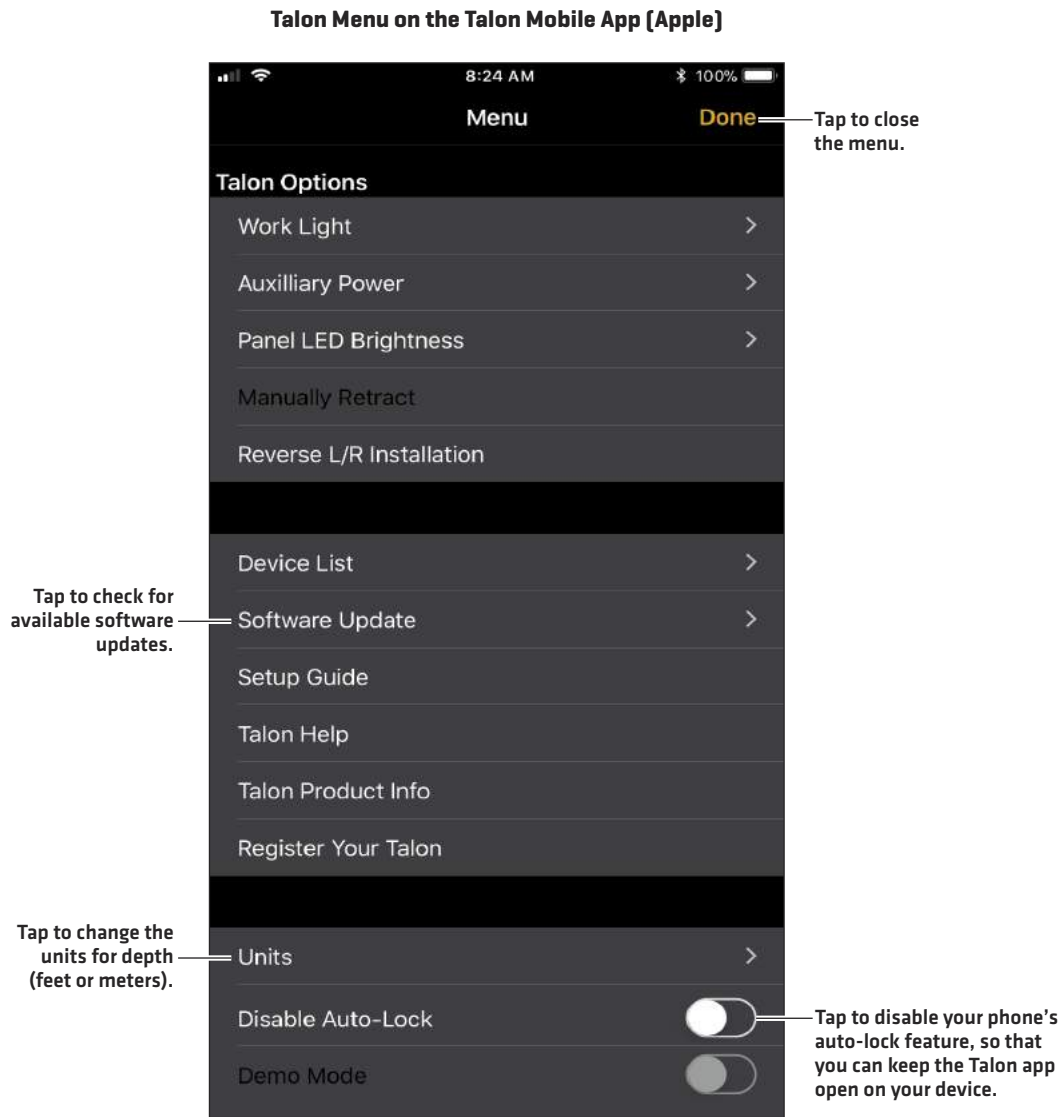 Talon Menu on the Talon Mobile App (Apple)
8:24 AM
100%
Menu
Done
Tap to close
the menu.
Talon Options
Work Light
Auxilliary Power
Panel LED Brightness
Manually Retract
Reverse L/R Installation
Device List
Tap to check for
available software
updates.
Software Update
Setup Guide
Talon Help
Talon Product Info
Register Your Talon
Tap to change the
units for depth
(feet or meters).
Units
Disable Auto-Lock
Tap to disable your phone's
auto-lock feature, so that
you can keep the Talon app
open on your device.
Demo Mode